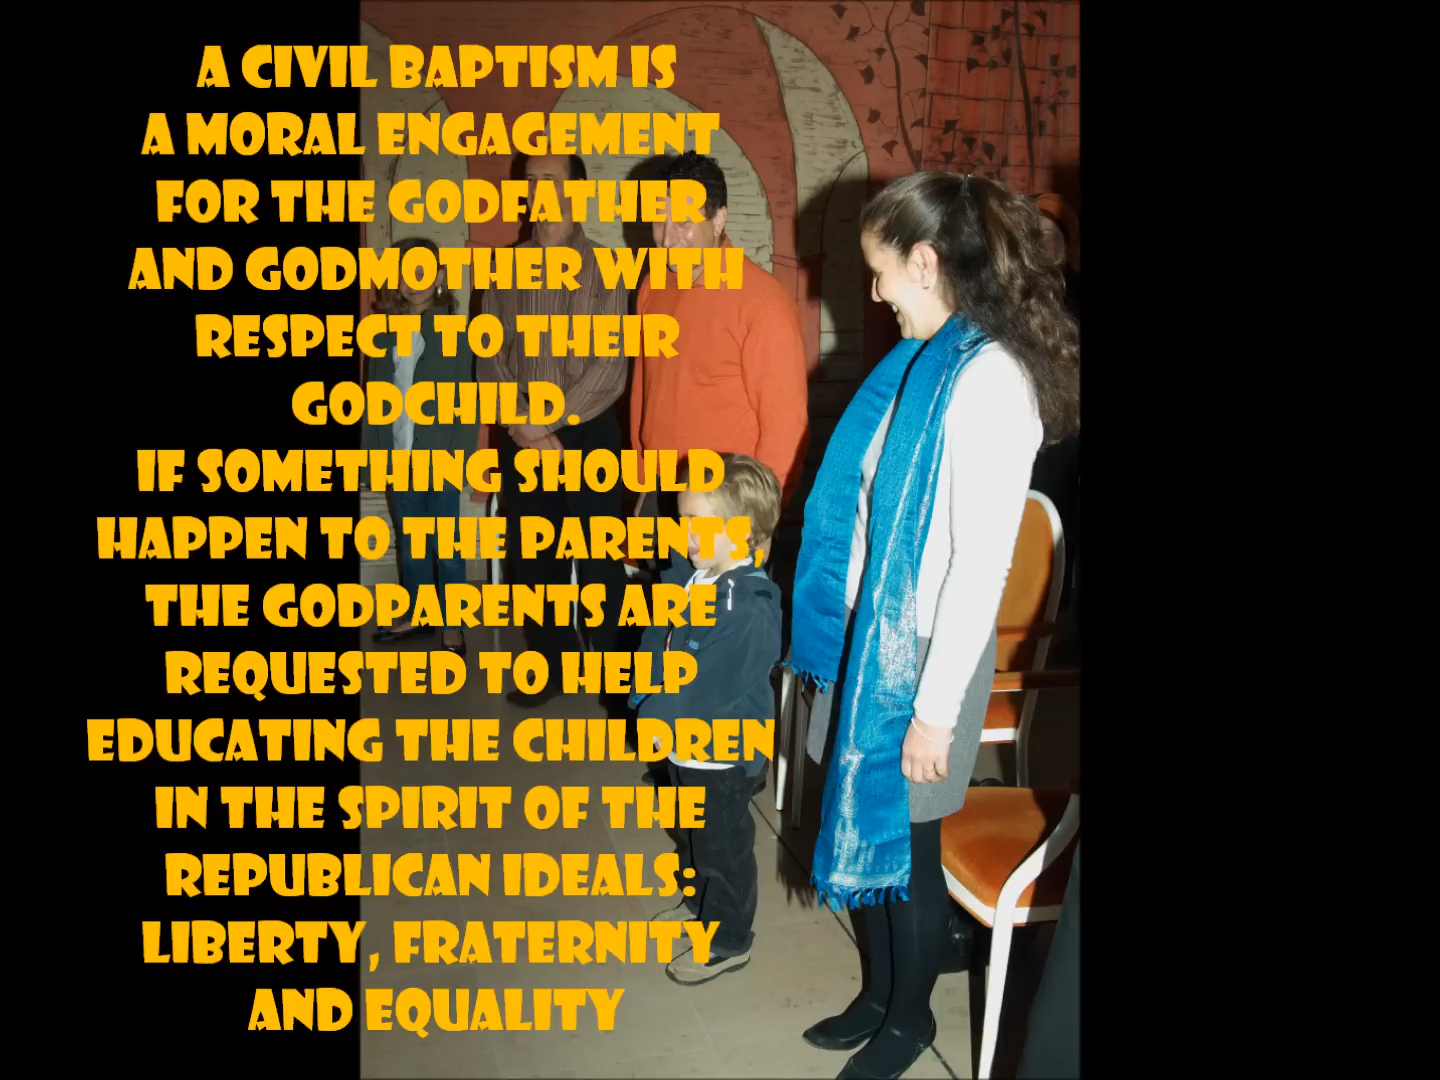 A CIVIL BAPTISM IS
A MORAL ENGAGEMENT
FOR THE GODFATHER
AND GODMOTHER WITH
RESPECT TO THEIR
GODCHILD.
IF SOMETHING SHOULD
HAPPEN TO THE PARENTS,
THE GODPARENTS ARE
REQUESTED TO HELP
EDUCATING THE CHILDREN
IN THE SPIRIT OF THE
REPUBLICAN IDEALS:
LIBERTY, FRATERNITY
AND EQUALITY